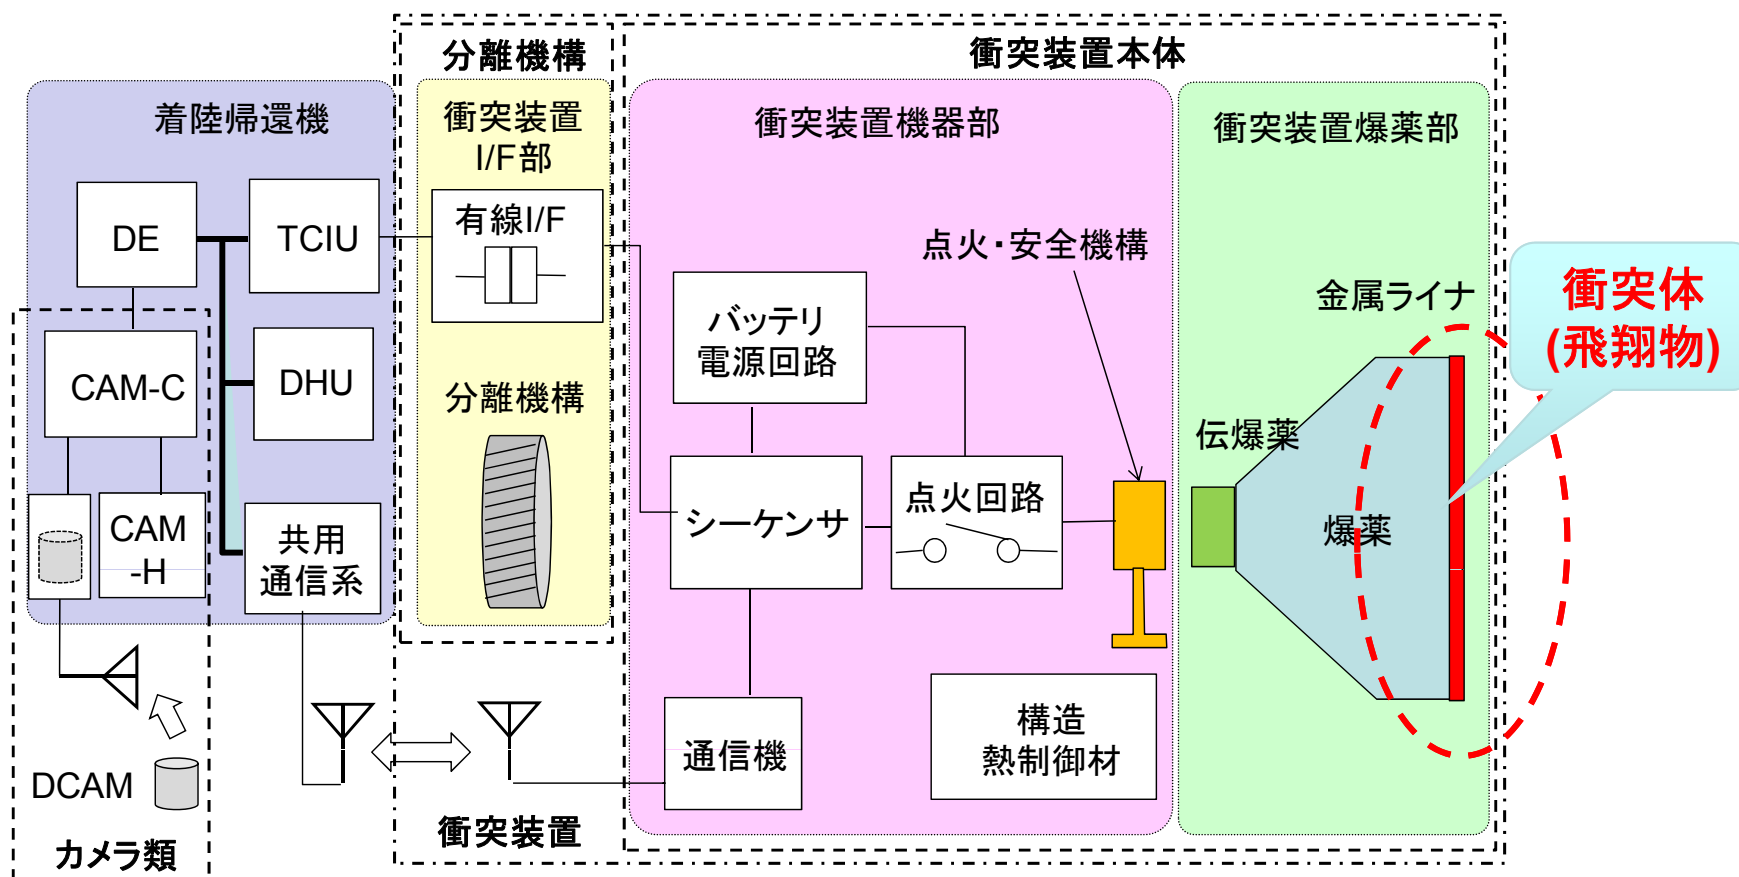 分離機構
衝突装置本体
着陸帰還機
衝突装置
I/F部
衝突装置機器部
衝突装置爆薬部
DE
TCIU
有線I/F
点火・安全機構
金属ライナ
衝突体
(飛翔物)
バッテリ
電源回路
CAM-C
DHU
分離機構
伝爆薬
シーケンサ
点火回路
爆薬
CAM
-H
共用
通信系
構造
熱制御材
通信機
DCAM
衝突装置
カメラ類